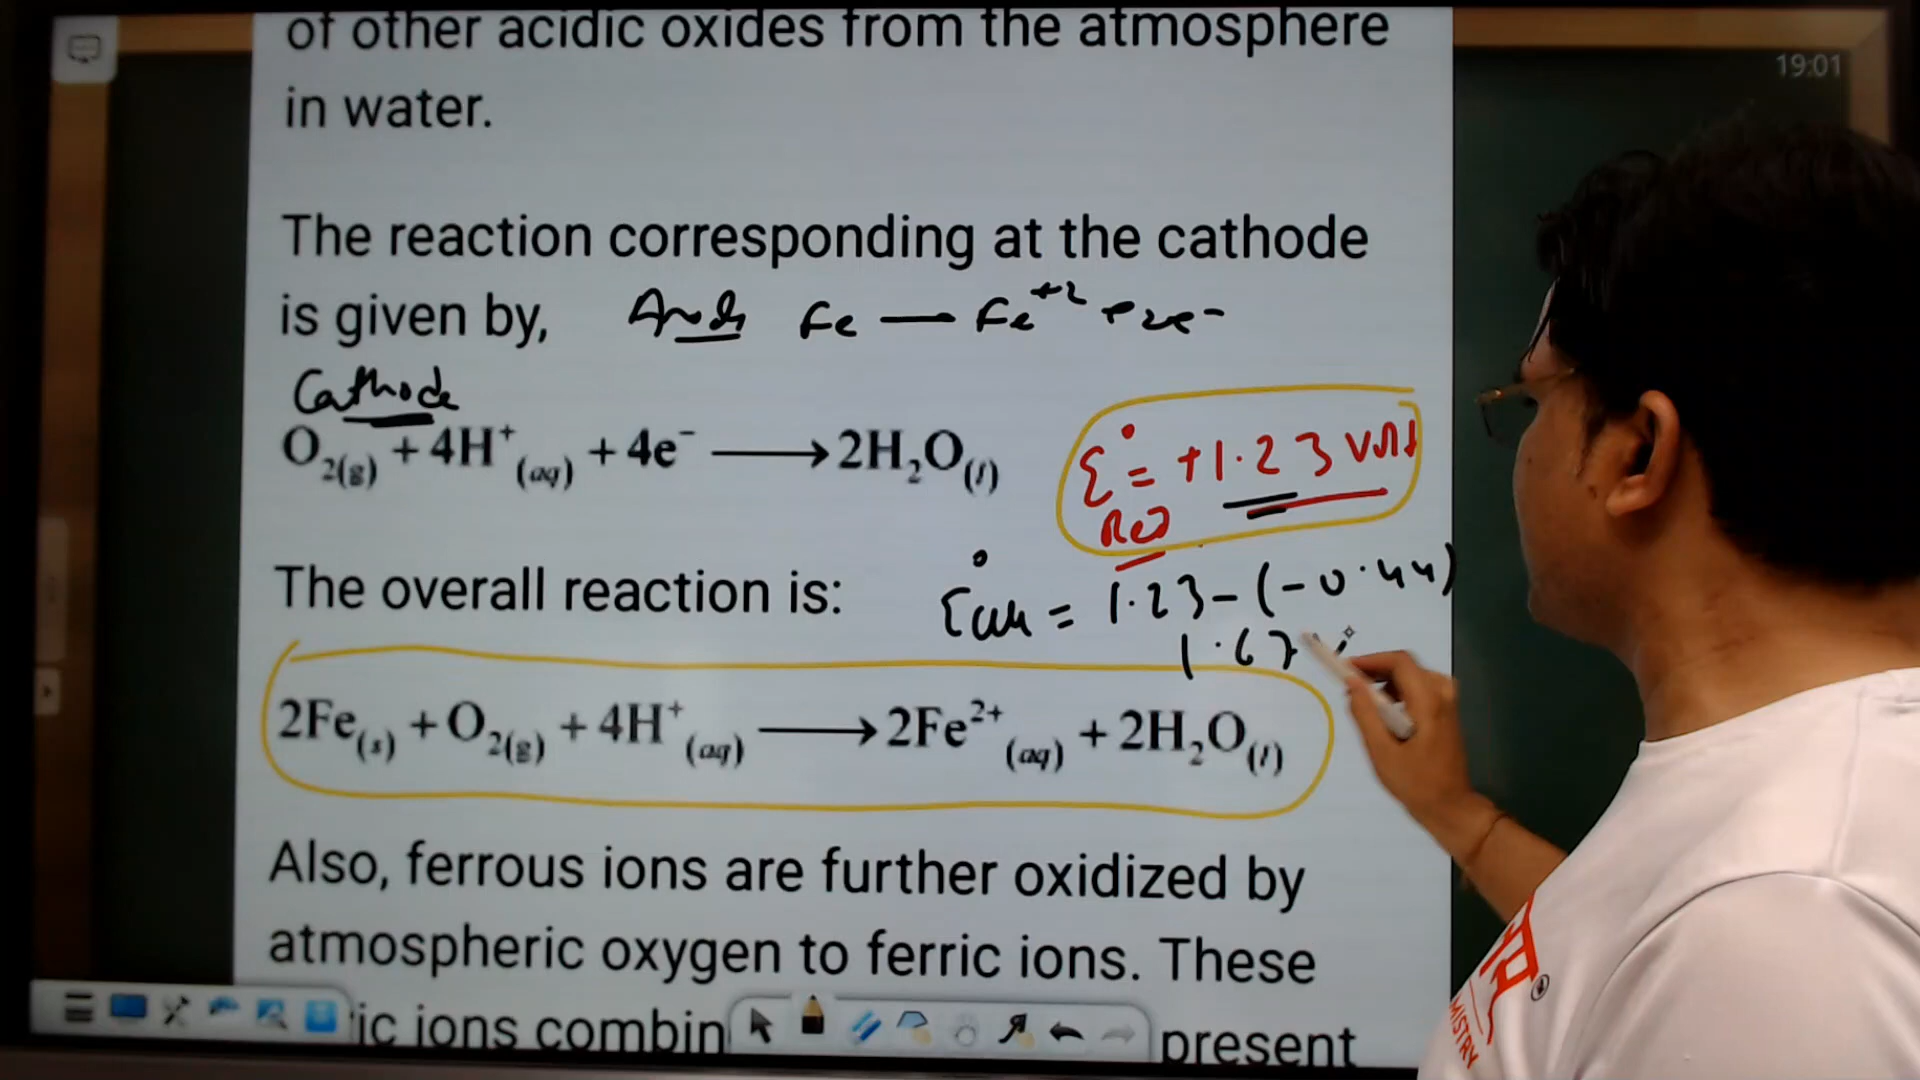 19:01
of other acidic oxides from the atmosphere
in water.
The reaction corresponding at the cathode
is given by, Fe — Fe⁺² + 2e⁻
Cathode
O₂(g) + 4H⁺(aq) + 4e⁻ ⟶ 2H₂O(l)
E° = +1.23 Volt
Red
The overall reaction is:
E°cell = 1.23 - (-0.44)
1.67
2Fe(s) + O₂(g) + 4H⁺(aq) ⟶ 2Fe²⁺(aq) + 2H₂O(l)
Also, ferrous ions are further oxidized by
atmospheric oxygen to ferric ions. These
ic ions combin present
MISTRY